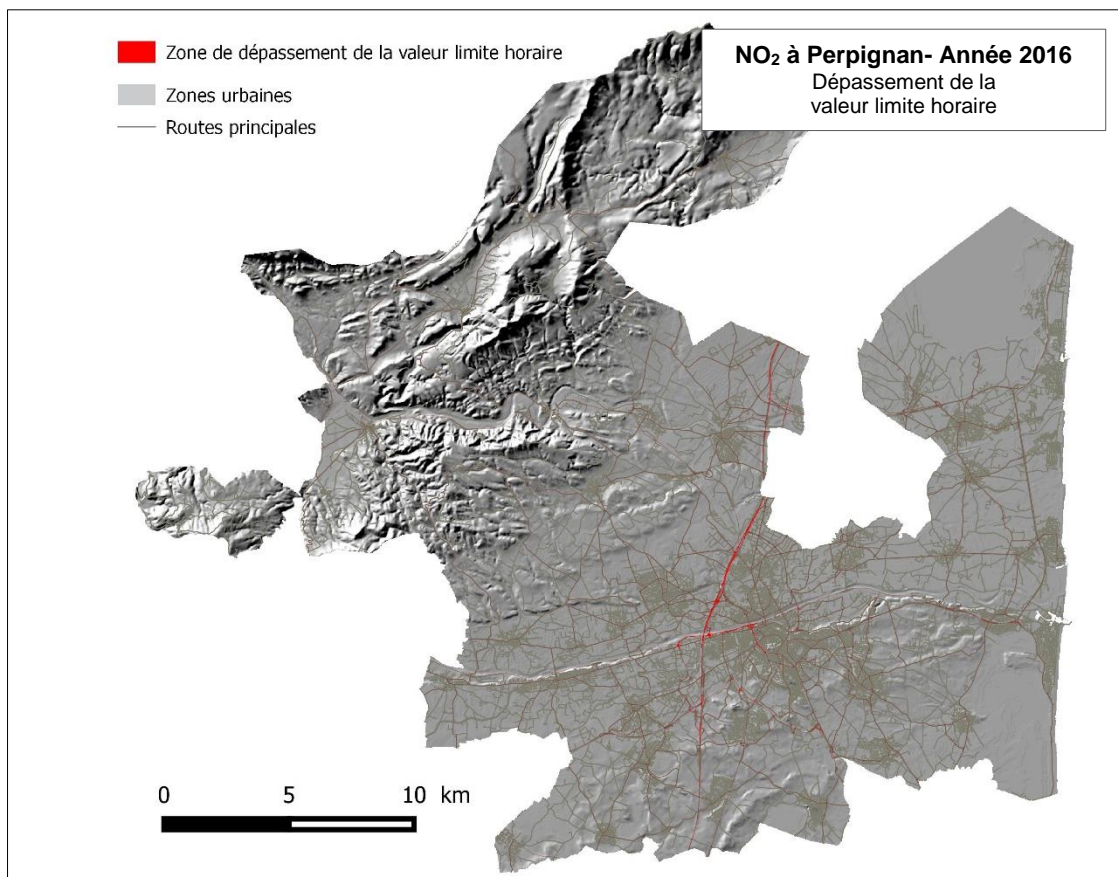 Zone de dépassement de la valeur limite horaire
Zones urbaines
Routes principales
NO₂ à Perpignan- Année 2016
Dépassement de la
valeur limite horaire
0 5 10 km